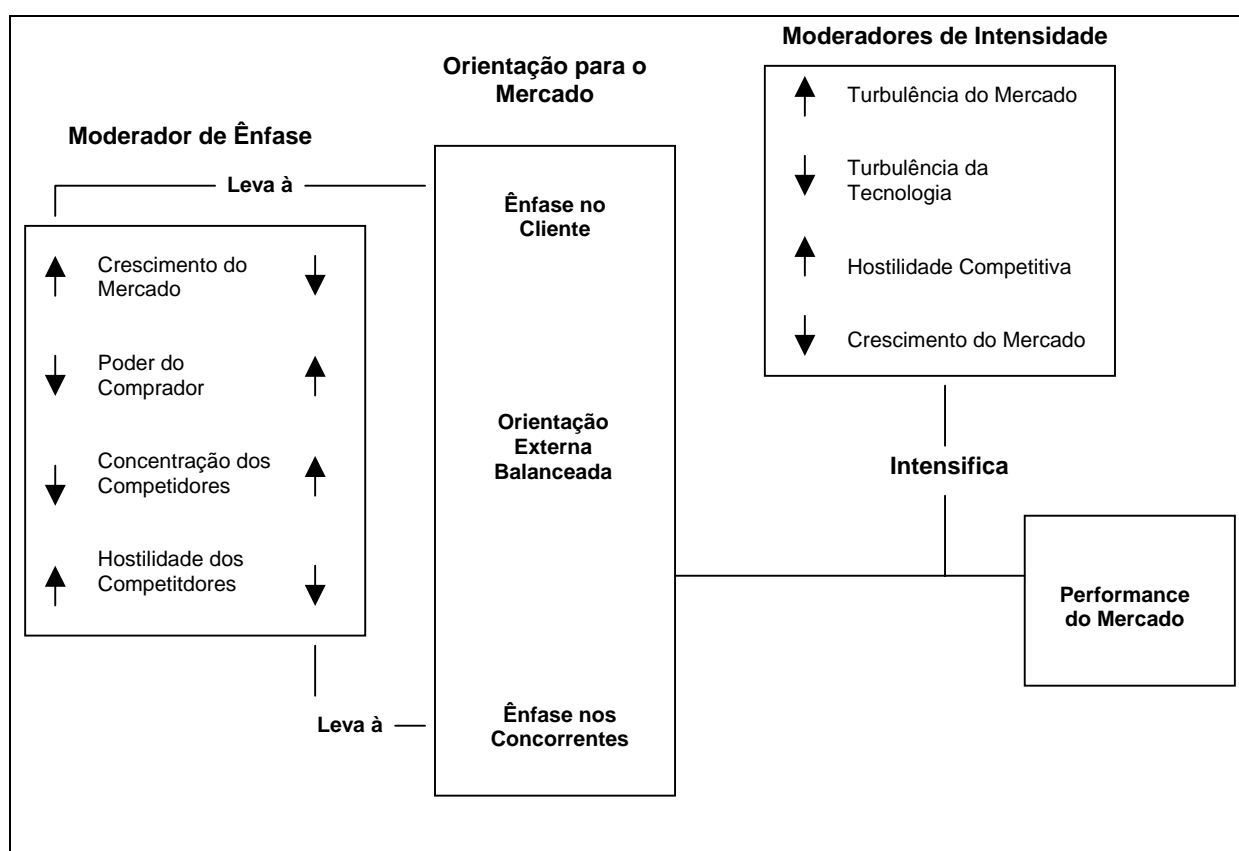 Moderadores de Intensidade
Orientação para o
Mercado
Moderador de Ênfase
Leva à
Crescimento do
Mercado
Poder do
Comprador
Concentração dos
Competidores
Hostilidade dos
Competitdores
Leva à
Ênfase no
Cliente
Orientação
Externa
Balanceada
Ênfase nos
Concorrentes
Turbulência do Mercado
Turbulência da
Tecnologia
Hostilidade Competitiva
Crescimento do Mercado
Intensifica
Performance
do Mercado